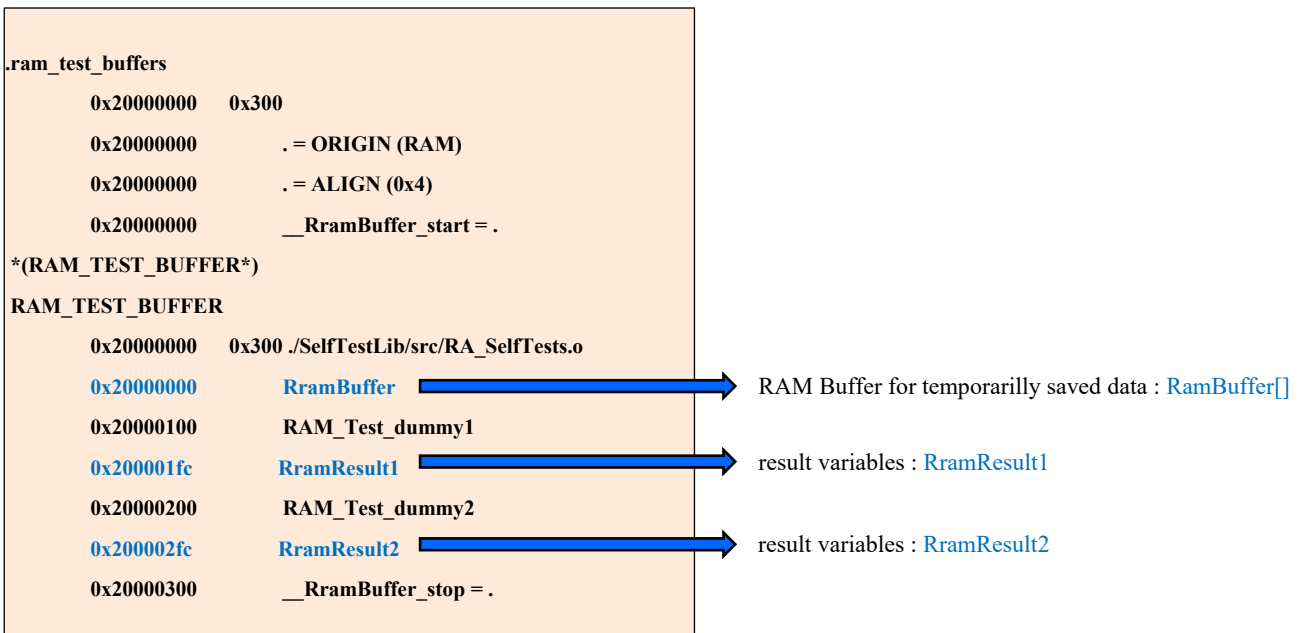 .ram_test_buffers
0x20000000 0x300
0x20000000 . = ORIGIN (RAM)
0x20000000 . = ALIGN (0x4)
0x20000000 __RramBuffer_start = .
*(RAM_TEST_BUFFER*)
RAM_TEST_BUFFER
0x20000000 0x300 ./SelfTestLib/src/RA_SelfTests.o
0x20000000 RramBuffer RAM Buffer for temporarilly saved data : RamBuffer[]
0x20000100 RAM_Test_dummy1
0x200001fc RramResult1 result variables : RramResult1
0x20000200 RAM_Test_dummy2
0x200002fc RramResult2 result variables : RramResult2
0x20000300 __RramBuffer_stop = .